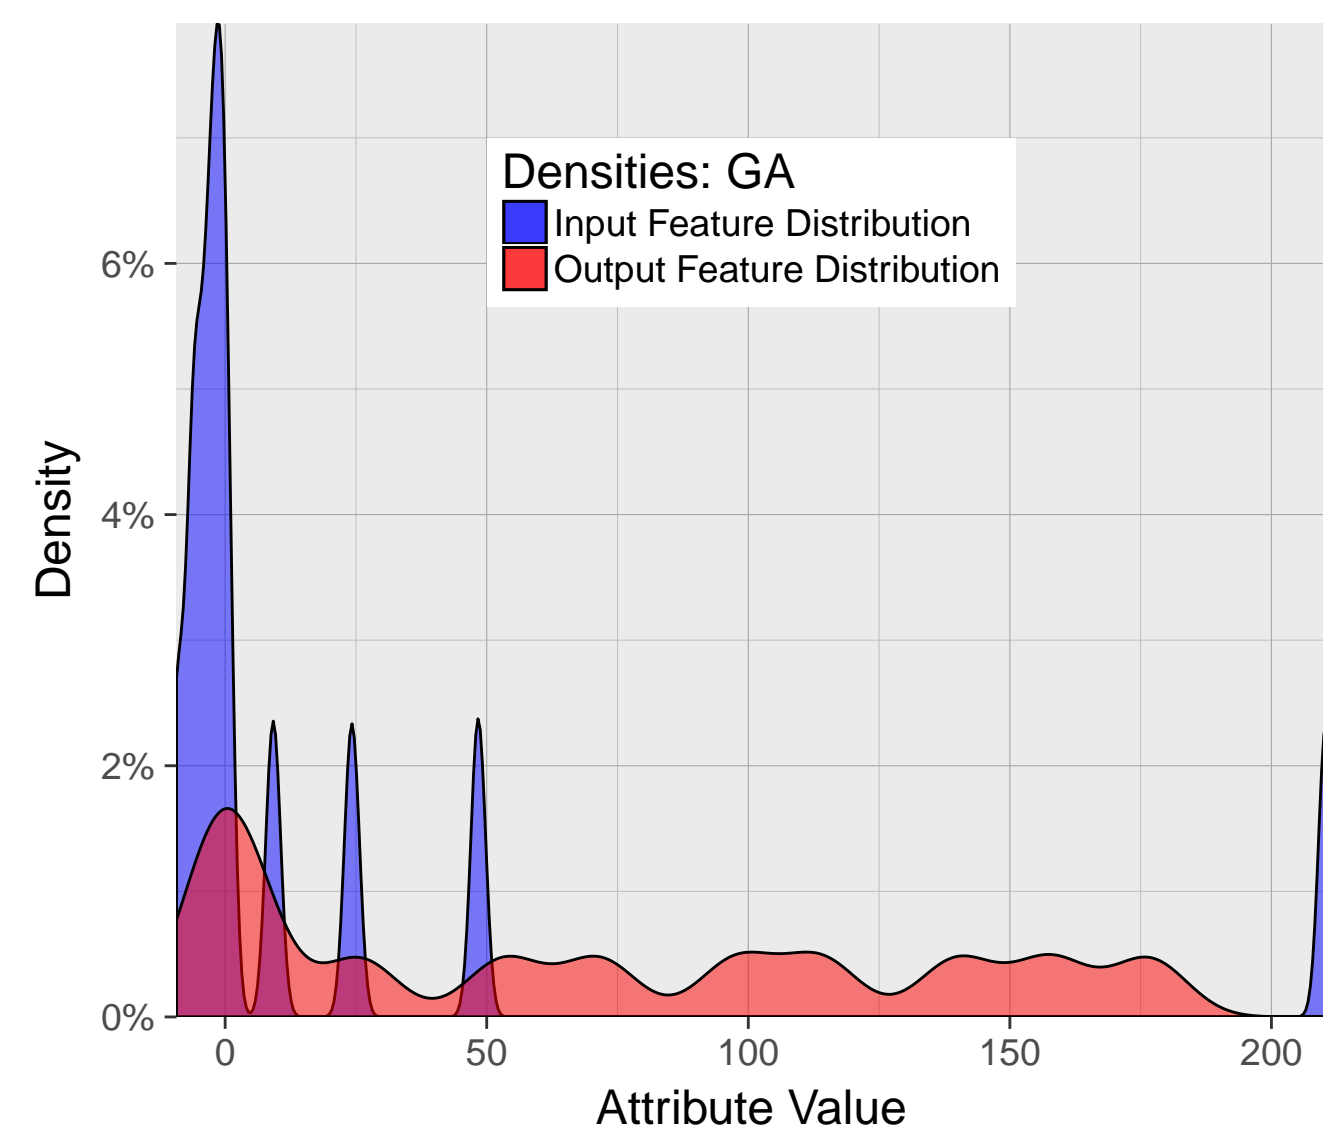 Densities: GA
Input Feature Distribution
Output Feature Distribution
6%
4%
2%
0%
Density
0 50 100 150 200
Attribute Value